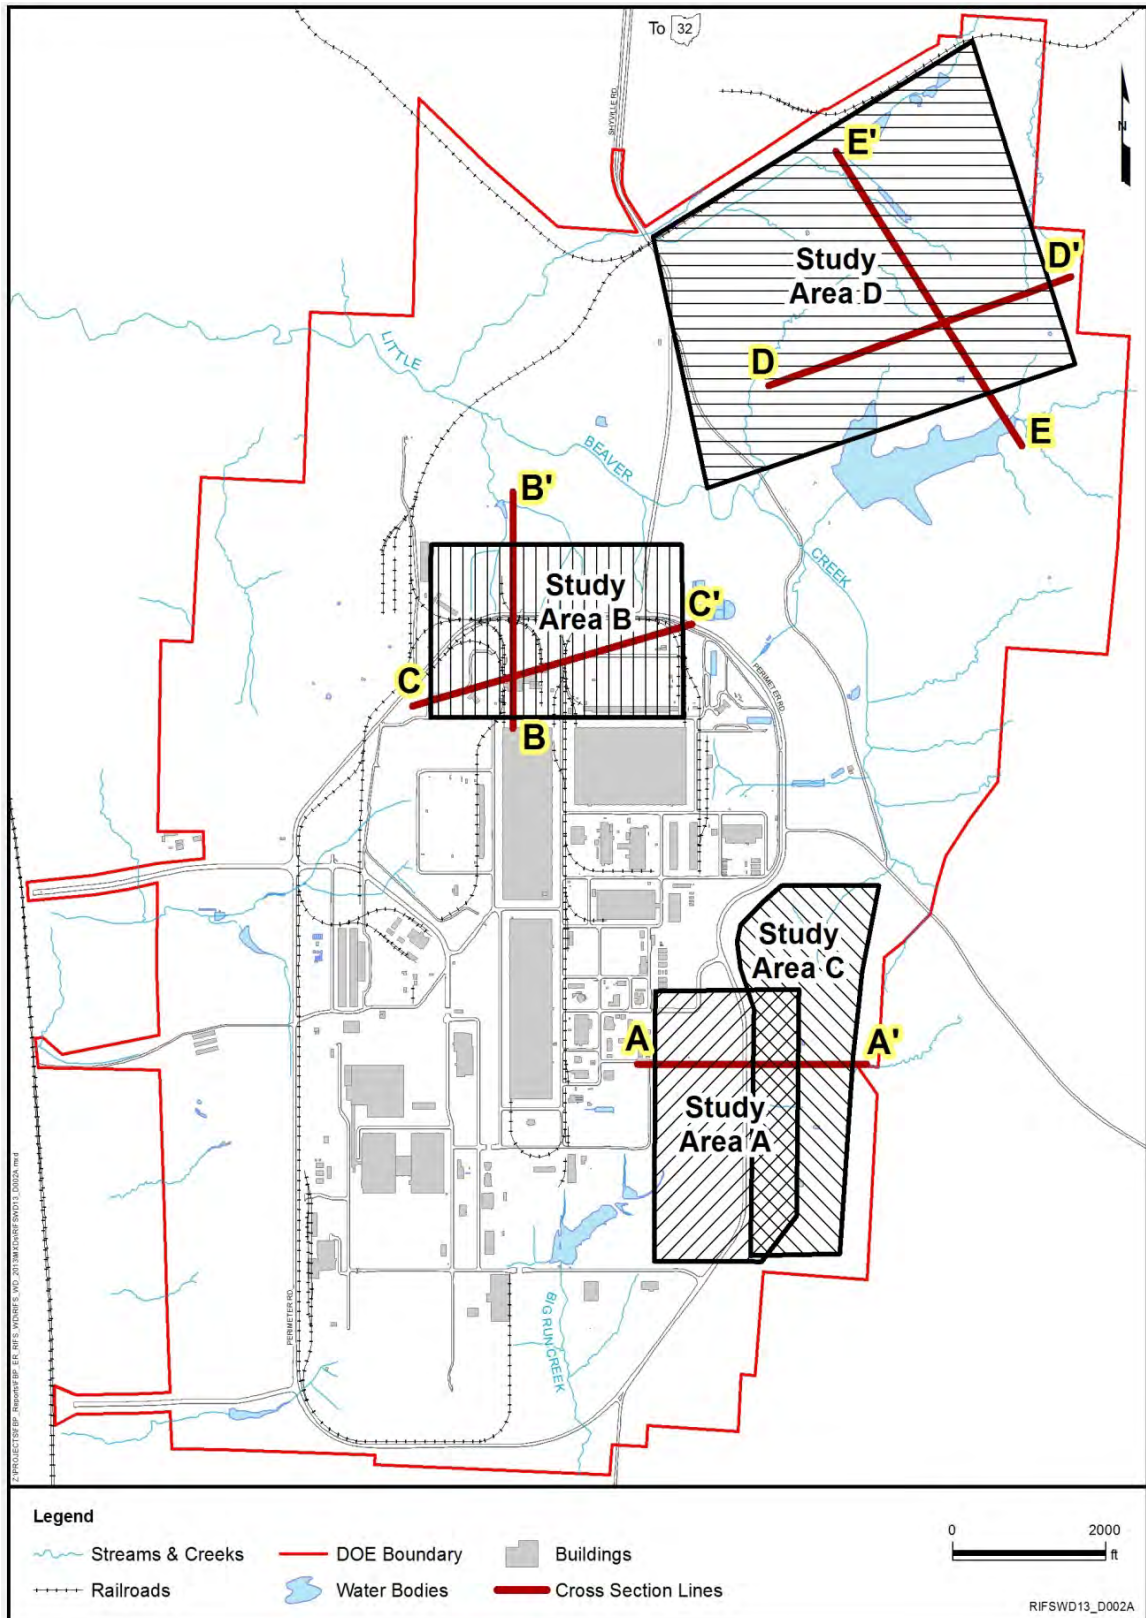 To 32
SHYVILLE RD.
N
E'
Study
Area D
D'
D
E
LITTLE
BEAVER
CREEK
B'
Study
Area B
C'
C
B
PERIMETER RD
Study
Area C
A
A'
Study
Area A
PERIMETER RD.
BIG RUN CREEK
Legend
Streams & Creeks
DOE Boundary
Buildings
Railroads
Water Bodies
Cross Section Lines
0 2000
ft
RIFSWD13_D002A